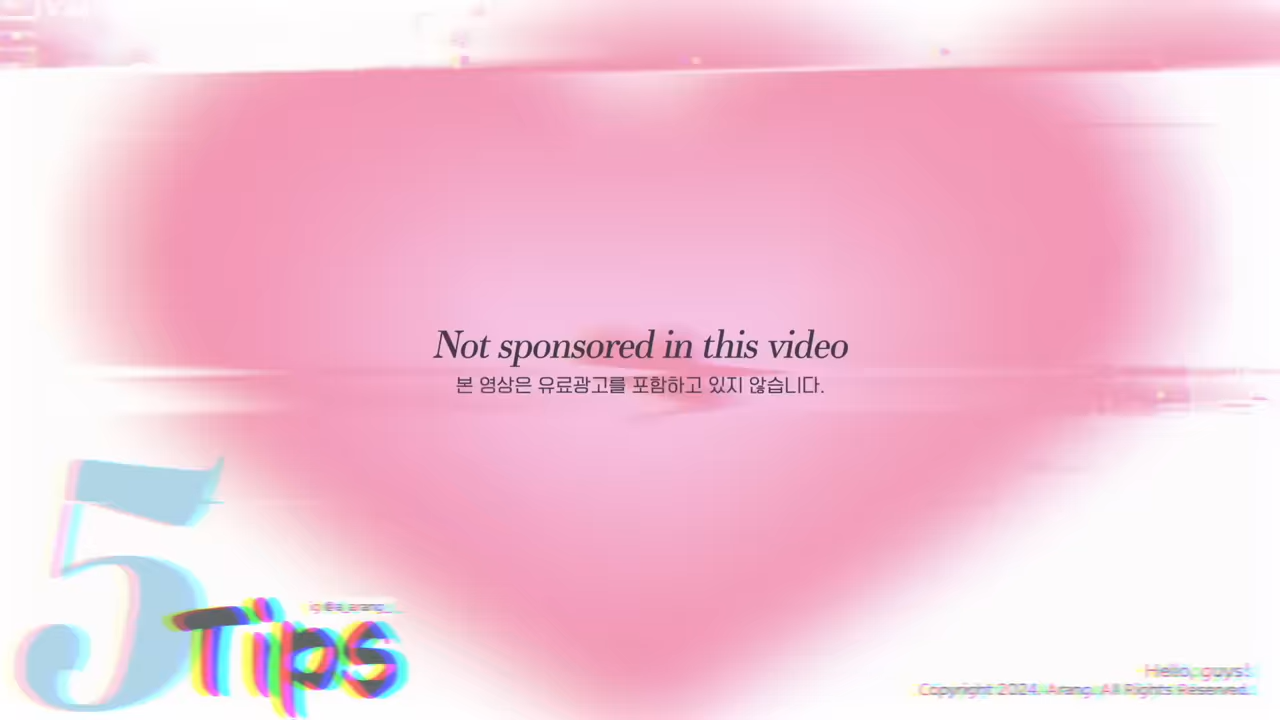 Not sponsored in this video
본 영상은 유료광고를 포함하고 있지 않습니다.
5
Tips
Hello, guys!
Copyright 2024. Arang. All Rights Reserved.